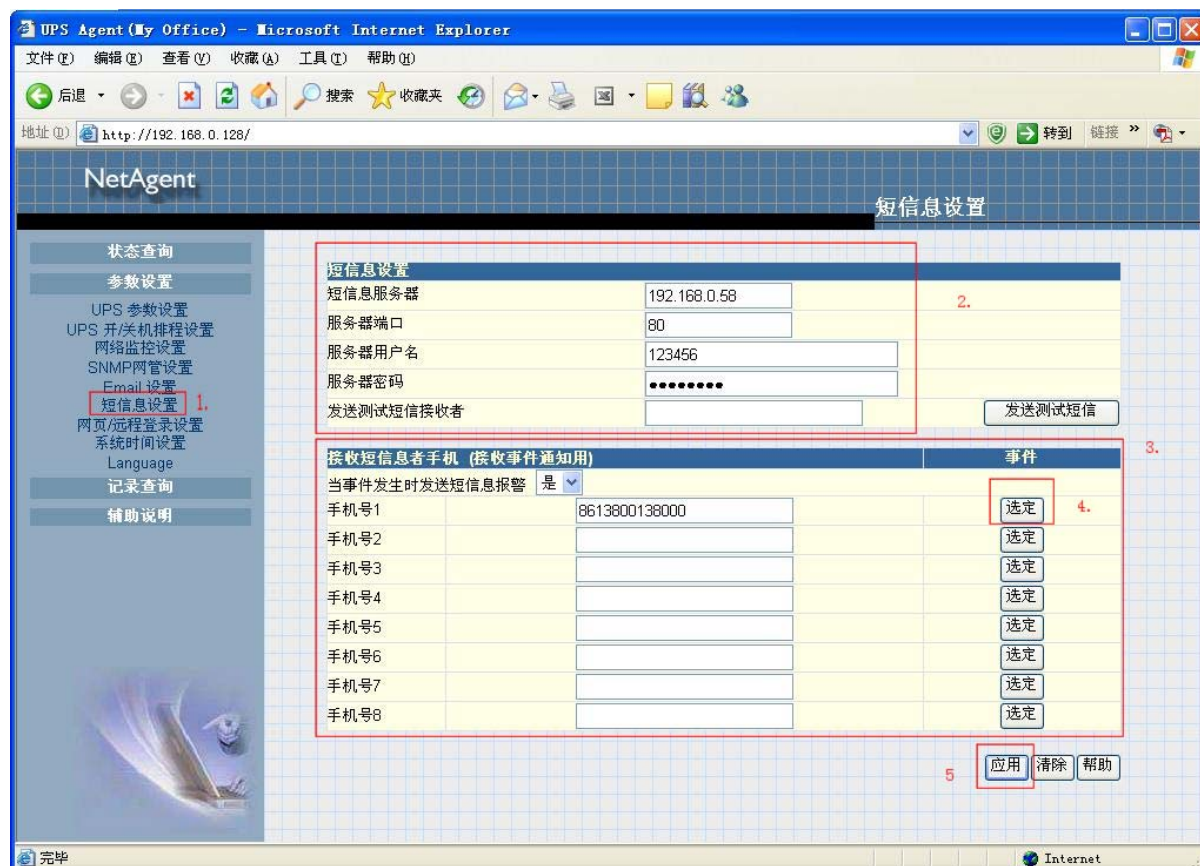 UPS Agent(My Office) - Microsoft Internet Explorer
文件(F) 编辑(E) 查看(V) 收藏(A) 工具(T) 帮助(H)
后退 搜索 收藏夹
地址(D) http://192.168.0.128/ 转到 链接 »
NetAgent
短信息设置
状态查询
参数设置
UPS 参数设置
UPS 开/关机排程设置
网络监控设置
SNMP网管设置
Email 设置
短信息设置 1.
网页/远程登录设置
系统时间设置
Language
记录查询
辅助说明
短信息设置
短信息服务器 192.168.0.58 2.
服务器端口 80
服务器用户名 123456
服务器密码 ●●●●●●●●
发送测试短信接收者 发送测试短信
3.
接收短信息者手机 (接收事件通知用) 事件
当事件发生时发送短信息报警 是
手机号1 8613800138000 选定 4.
手机号2 选定
手机号3 选定
手机号4 选定
手机号5 选定
手机号6 选定
手机号7 选定
手机号8 选定
5 应用 清除 帮助
完毕 Internet